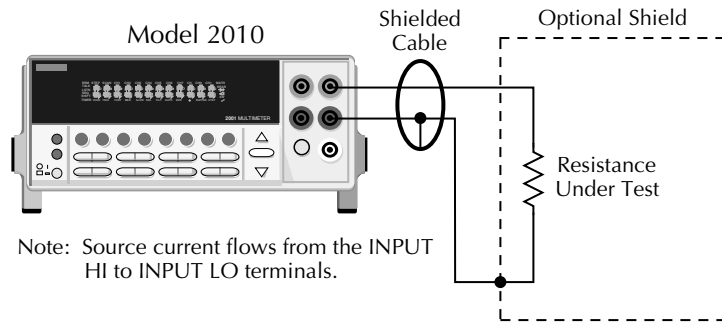 Model 2010
Shielded
Cable
Optional Shield
2001 MULTIMETER
Resistance
Under Test
Note: Source current flows from the INPUT
HI to INPUT LO terminals.